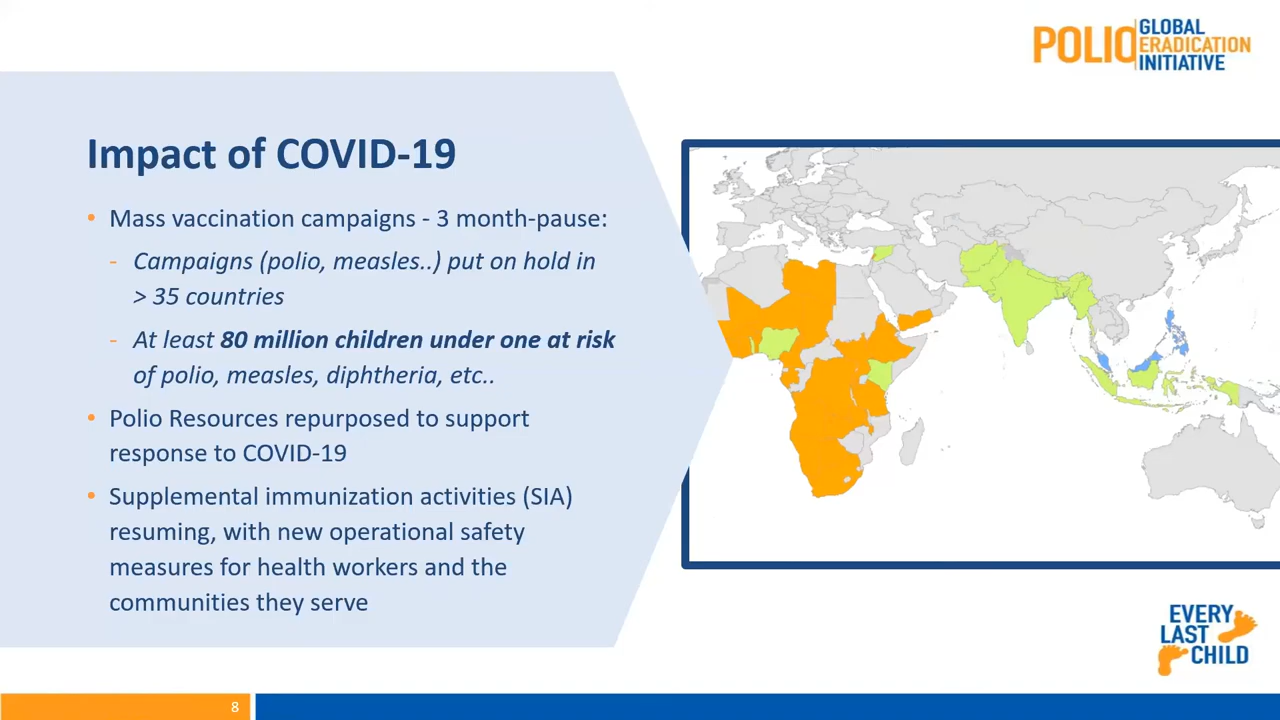 POLIO GLOBAL
ERADICATION
INITIATIVE
Impact of COVID-19
• Mass vaccination campaigns - 3 month-pause:
- Campaigns (polio, measles..) put on hold in
> 35 countries
- At least 80 million children under one at risk
of polio, measles, diphtheria, etc..
• Polio Resources repurposed to support
response to COVID-19
• Supplemental immunization activities (SIA)
resuming, with new operational safety
measures for health workers and the
communities they serve
EVERY
LAST
CHILD
8